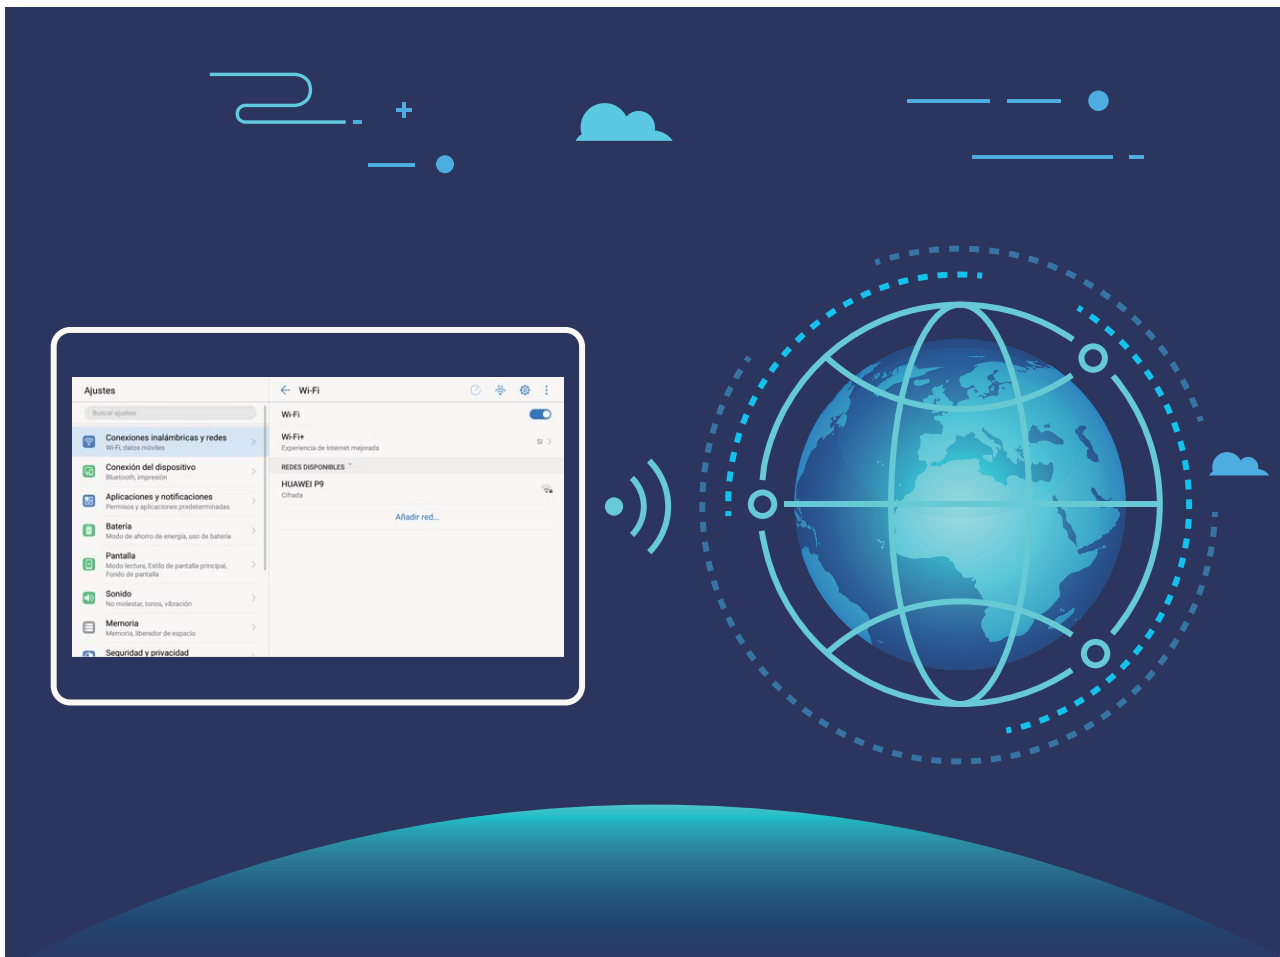 Ajustes
Buscar ajustes
Conexiones inalámbricas y redes
Wi-Fi, datos móviles
Conexión del dispositivo
Bluetooth, impresión
Aplicaciones y notificaciones
Permisos y aplicaciones predeterminadas
Batería
Modo de ahorro de energía, uso de batería
Pantalla
Modo lectura, Estilo de pantalla principal,
Fondo de pantalla
Sonido
No molestar, tonos, vibración
Memoria
Memoria, liberador de espacio
Seguridad y privacidad
Wi-Fi
Wi-Fi
Wi-Fi+
Experiencia de Internet mejorada
Sí
REDES DISPONIBLES
HUAWEI P9
Cifrada
Añadir red...